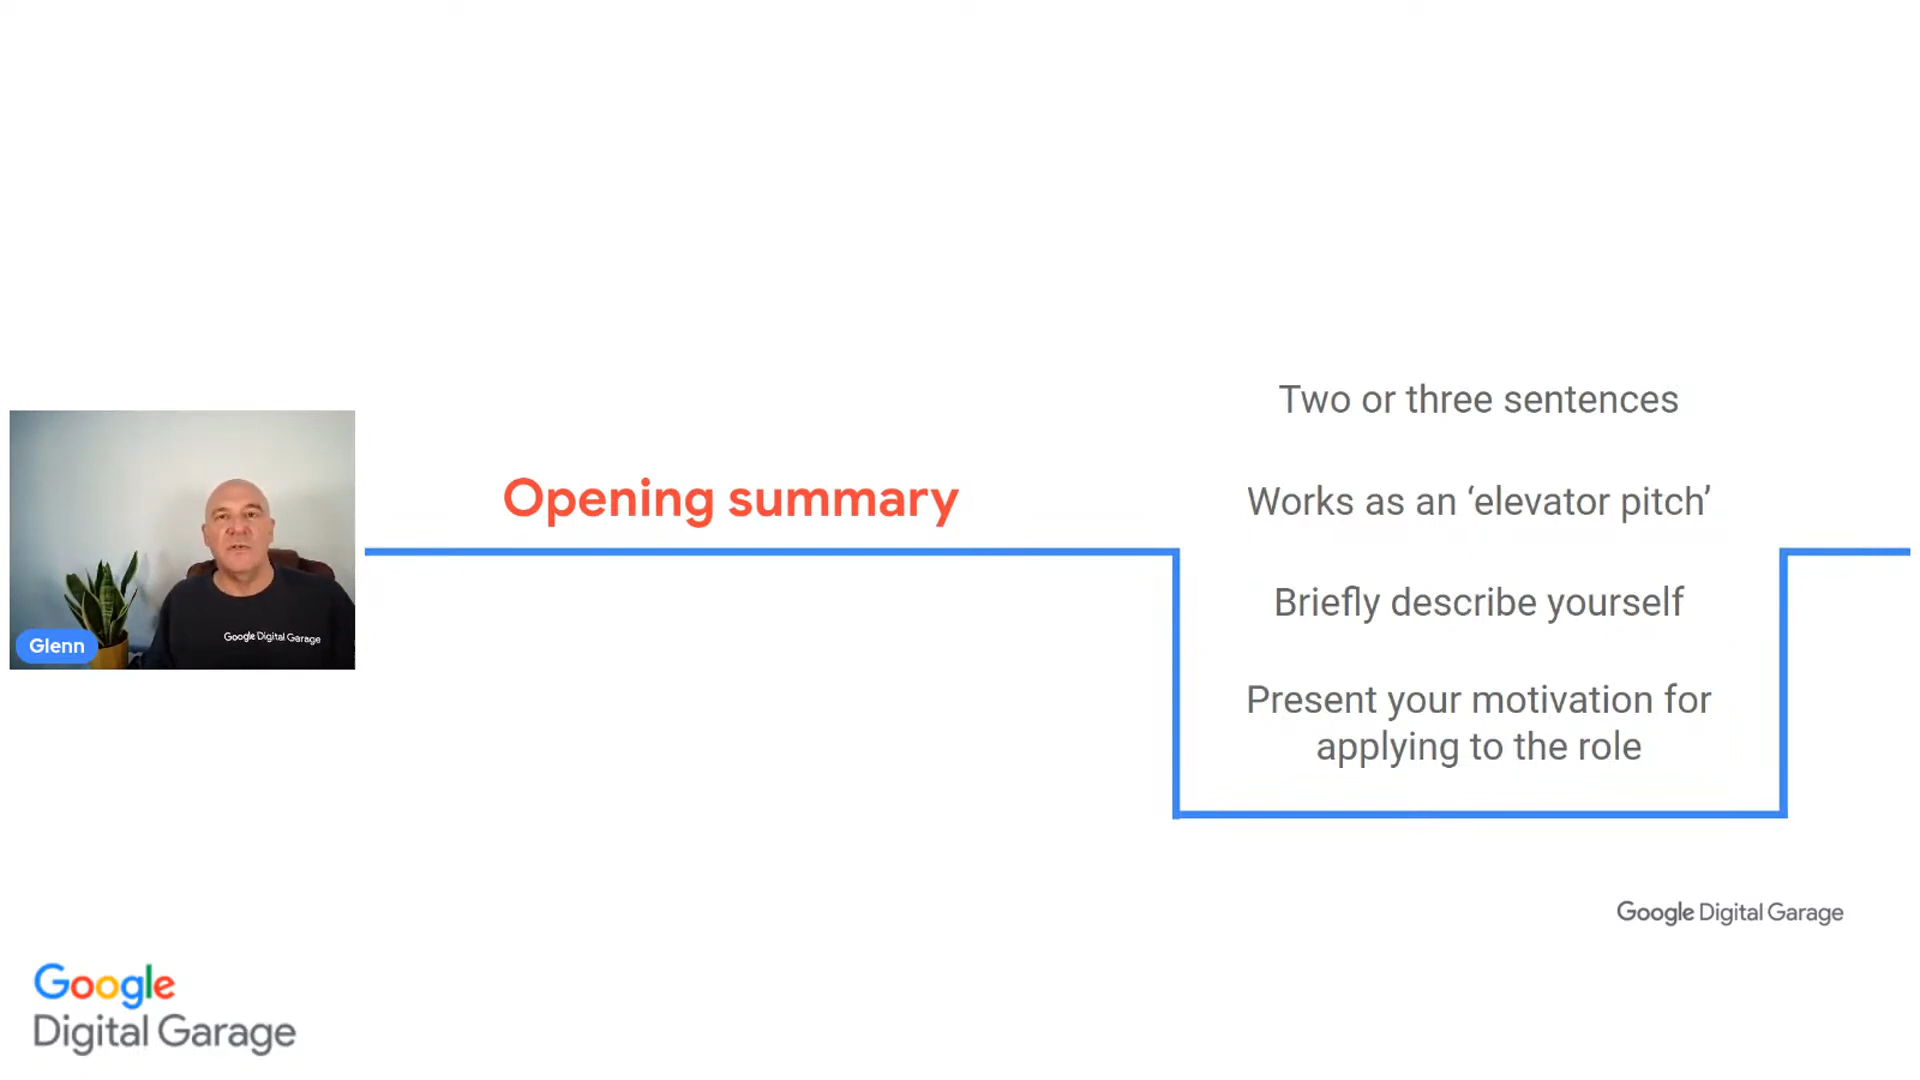 Opening summary
Two or three sentences
Works as an ‘elevator pitch’
Briefly describe yourself
Present your motivation for
applying to the role
Glenn
Google Digital Garage
Google Digital Garage
Google
Digital Garage